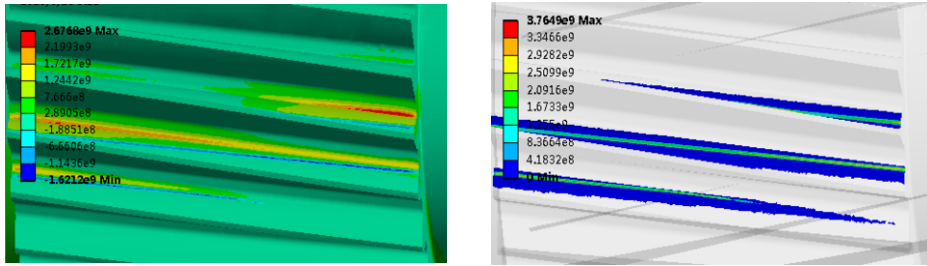 2.6768e9 Max
2.1993e9
1.7217e9
1.2442e9
7.666e8
2.8905e8
-1.8851e8
-6.6606e8
-1.1436e9
-1.6212e9 Min
3.7649e9 Max
3.3466e9
2.9282e9
2.5099e9
2.0916e9
1.6733e9
8.3664e8
4.1832e8
0 Min